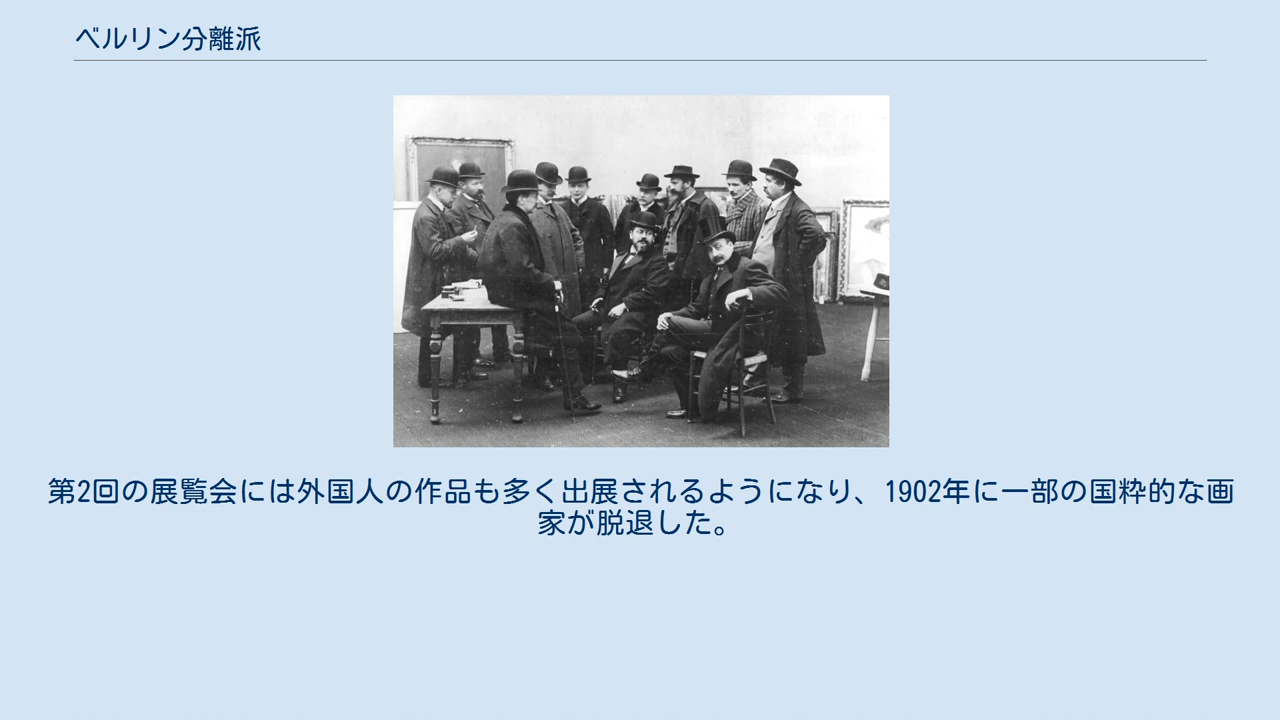 ベルリン分離派
第2回の展覧会には外国人の作品も多く出展されるようになり、1902年に一部の国粋的な画
家が脱退した。